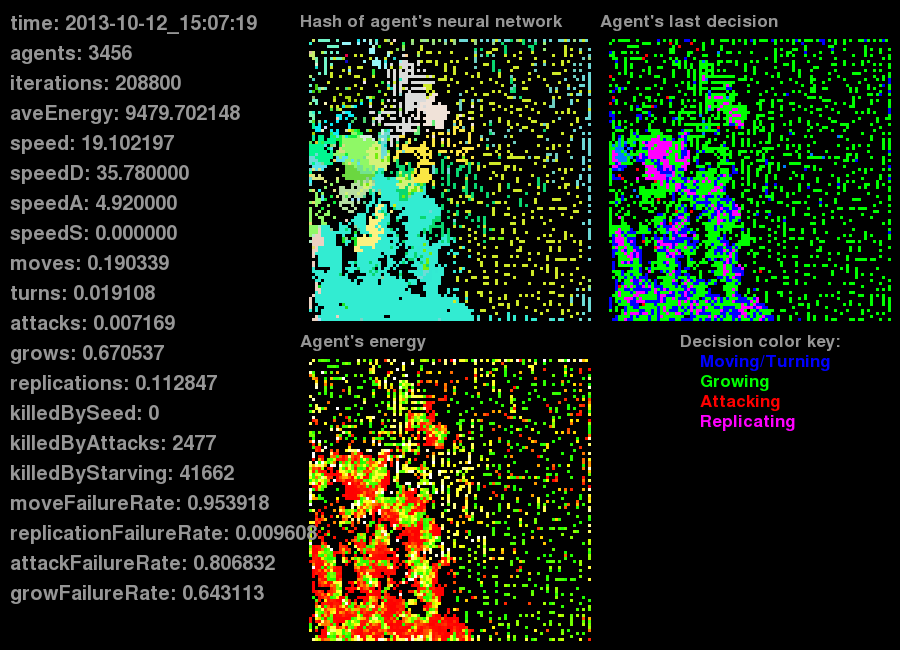 time: 2013-10-12_15:07:19
agents: 3456
iterations: 208800
aveEnergy: 9479.702148
speed: 19.102197
speedD: 35.780000
speedA: 4.920000
speedS: 0.000000
moves: 0.190339
turns: 0.019108
attacks: 0.007169
grows: 0.670537
replications: 0.112847
killedBySeed: 0
killedByAttacks: 2477
killedByStarving: 41662
moveFailureRate: 0.953918
replicationFailureRate: 0.009608
attackFailureRate: 0.806832
growFailureRate: 0.643113
Hash of agent's neural network
Agent's last decision
Agent's energy
Decision color key:
Moving/Turning
Growing
Attacking
Replicating